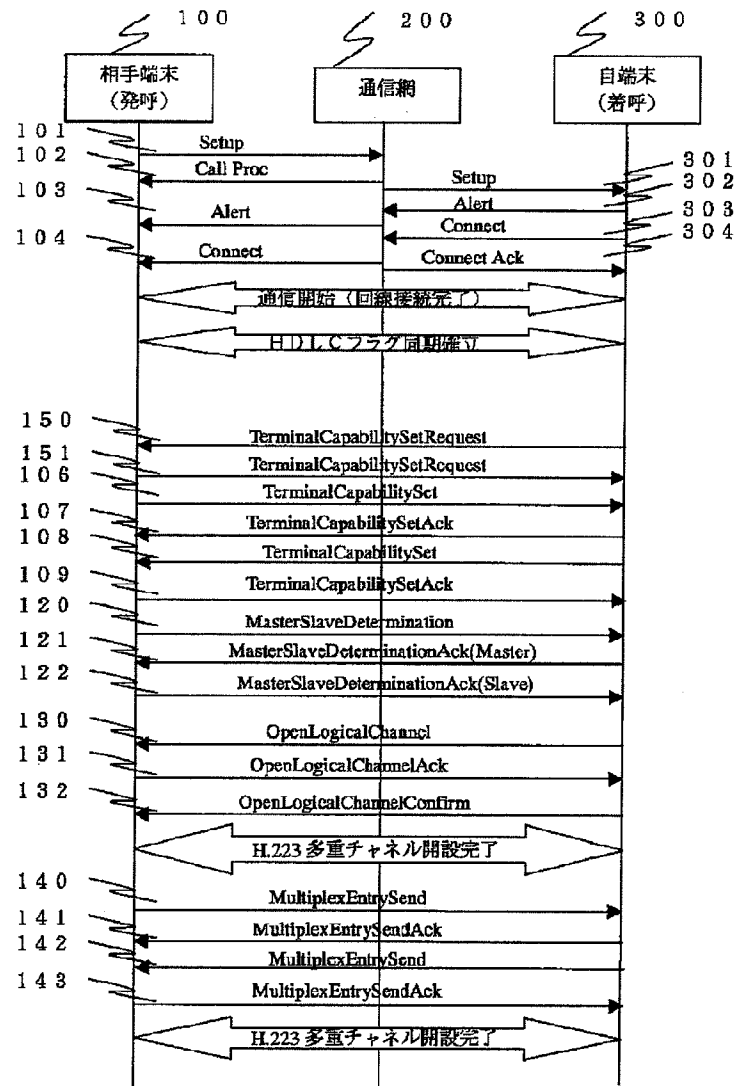 100
200
300
相手端末
(発呼)
通信網
自端末
(着呼)
101
Setup
102
Call Proc
301
Setup
302
103
Alert
303
Alert
Connect
304
104
Connect
Connect Ack
通信開始(回線接続完了)
HDLCフラグ同期確立
150
TerminalCapabilitySetRequest
151
TerminalCapabilitySetRequest
106
TerminalCapabilitySet
107
TerminalCapabilitySetAck
108
TerminalCapabilitySet
109
TerminalCapabilitySetAck
120
MasterSlaveDetermination
121
MasterSlaveDeterminationAck(Master)
122
MasterSlaveDeterminationAck(Slave)
130
OpenLogicalChannel
131
OpenLogicalChannelAck
132
OpenLogicalChannelConfirm
H.223 多重チャネル開設完了
140
MultiplexEntrySend
141
MultiplexEntrySendAck
142
MultiplexEntrySend
143
MultiplexEntrySendAck
H.223 多重チャネル開設完了